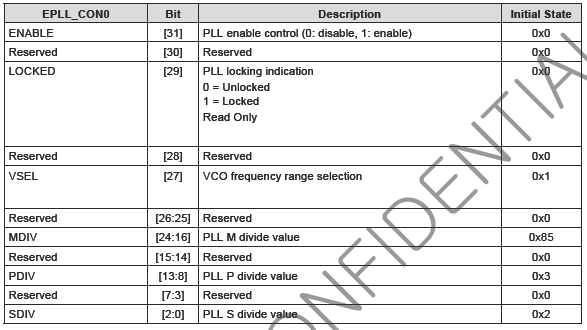 EPLL_CON0 Bit Description Initial State
ENABLE [31] PLL enable control (0: disable, 1: enable) 0x0
Reserved [30] Reserved 0x0
LOCKED [29] PLL locking indication 0x0
0 = Unlocked
1 = Locked
Read Only
Reserved [28] Reserved 0x0
VSEL [27] VCO frequency range selection 0x1
Reserved [26:25] Reserved 0x0
MDIV [24:16] PLL M divide value 0x85
Reserved [15:14] Reserved 0x0
PDIV [13:8] PLL P divide value 0x3
Reserved [7:3] Reserved 0x0
SDIV [2:0] PLL S divide value 0x2
NFIDENTIAL